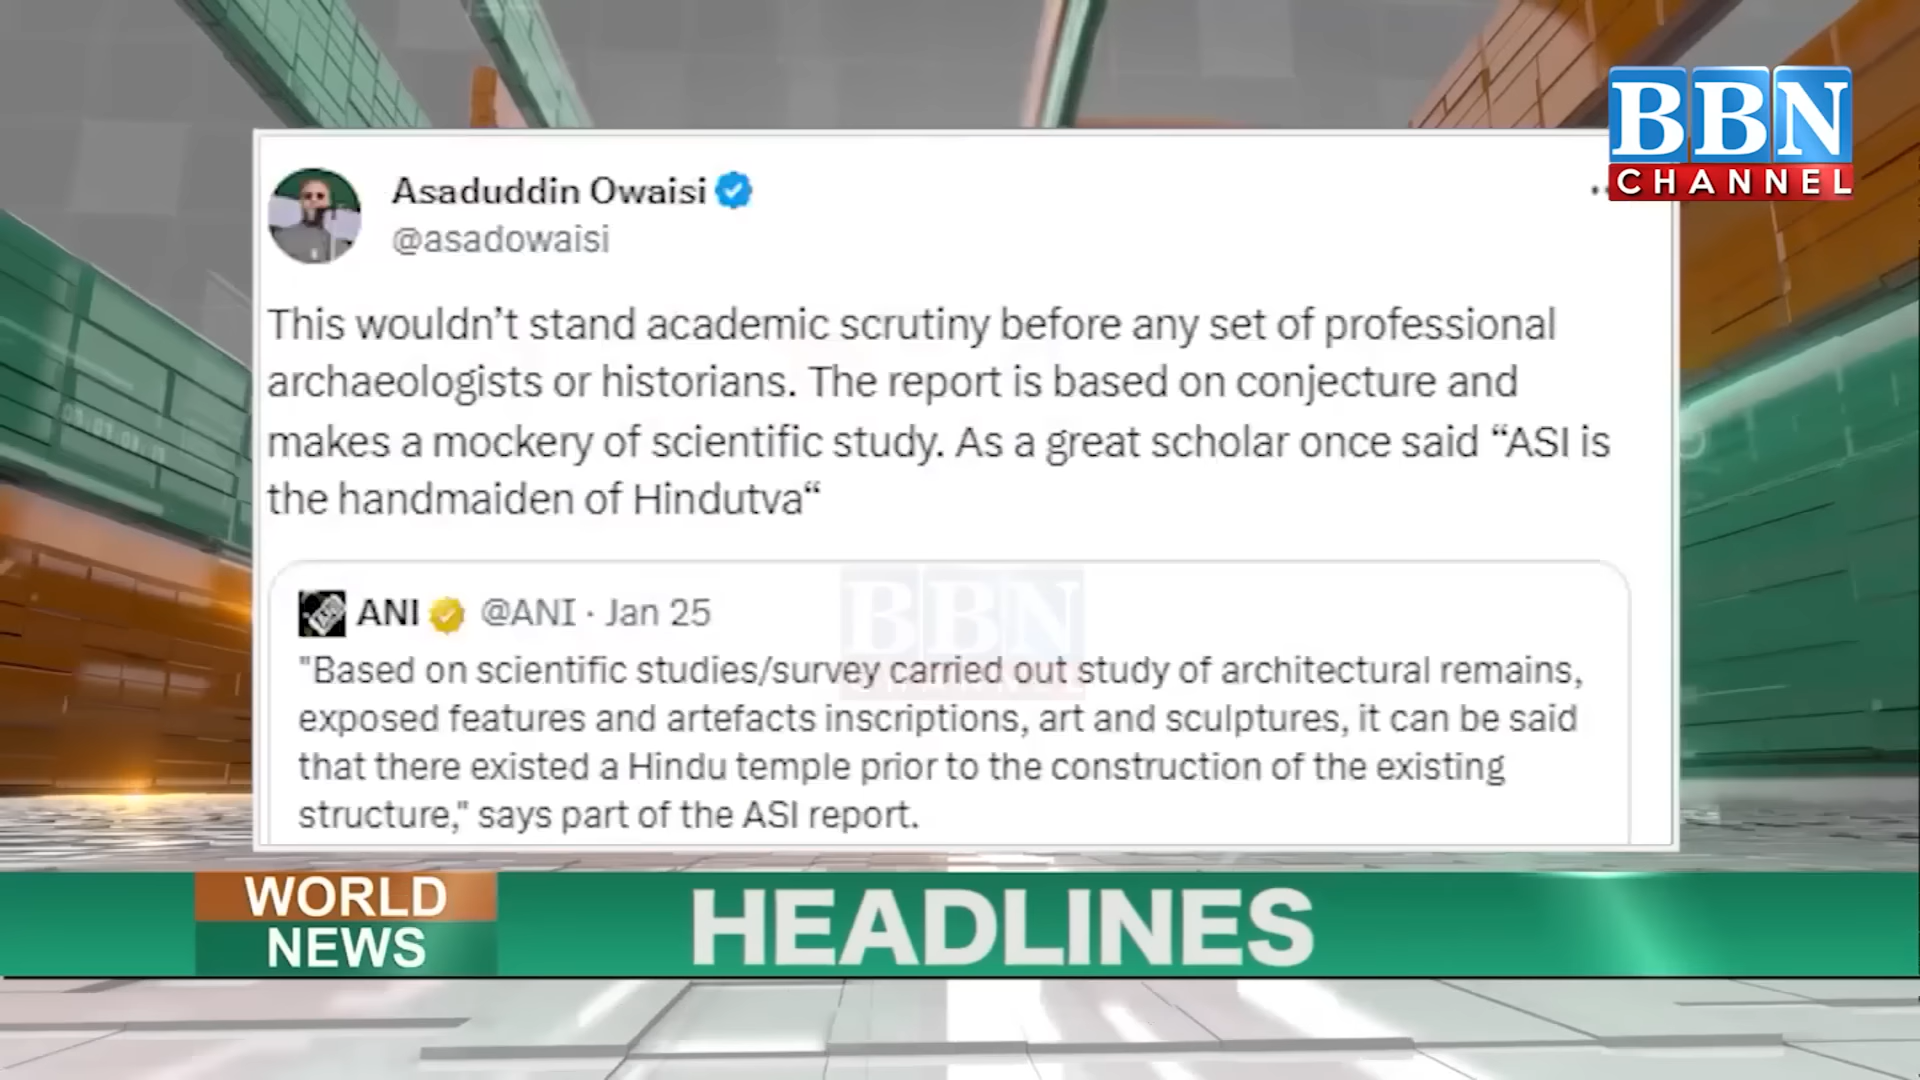 BBN
CHANNEL
Asaduddin Owaisi
@asadowaisi
This wouldn’t stand academic scrutiny before any set of professional
archaeologists or historians. The report is based on conjecture and
makes a mockery of scientific study. As a great scholar once said “ASI is
the handmaiden of Hindutva“
ANI @ANI · Jan 25
"Based on scientific studies/survey carried out study of architectural remains,
exposed features and artefacts inscriptions, art and sculptures, it can be said
that there existed a Hindu temple prior to the construction of the existing
structure," says part of the ASI report.
BBN
CHANNEL
WORLD
NEWS
HEADLINES